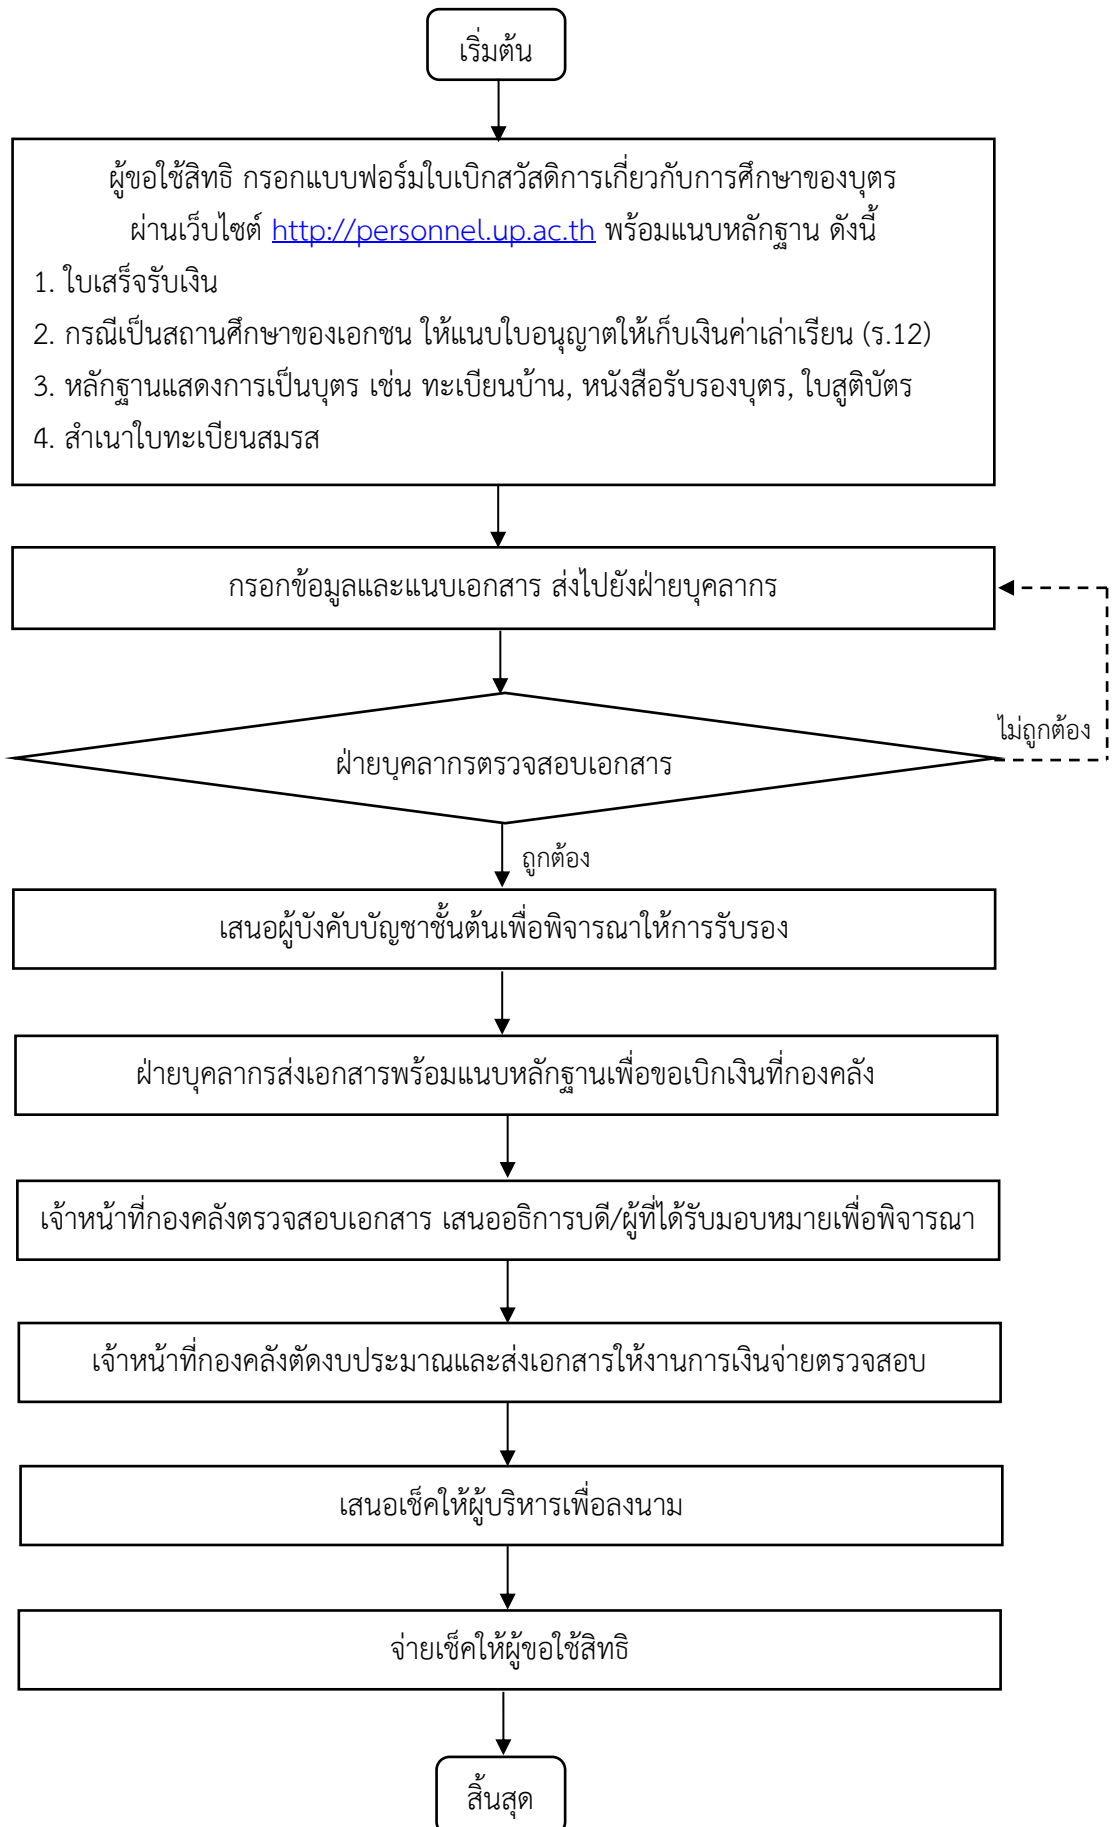 เริ่มต้น
ผู้ขอใช้สิทธิ กรอกแบบฟอร์มใบเบิกสวัสดิการเกี่ยวกับการศึกษาของบุตร
ผ่านเว็บไซต์ http://personnel.up.ac.th พร้อมแนบหลักฐาน ดังนี้
1. ใบเสร็จรับเงิน
2. กรณีเป็นสถานศึกษาของเอกชน ให้แนบใบอนุญาตให้เก็บเงินค่าเล่าเรียน (ร.12)
3. หลักฐานแสดงการเป็นบุตร เช่น ทะเบียนบ้าน, หนังสือรับรองบุตร, ใบสูติบัตร
4. สำเนาใบทะเบียนสมรส
กรอกข้อมูลและแนบเอกสาร ส่งไปยังฝ่ายบุคลากร
ไม่ถูกต้อง
ฝ่ายบุคลากรตรวจสอบเอกสาร
ถูกต้อง
เสนอผู้บังคับบัญชาชั้นต้นเพื่อพิจารณาให้การรับรอง
ฝ่ายบุคลากรส่งเอกสารพร้อมแนบหลักฐานเพื่อขอเบิกเงินที่กองคลัง
เจ้าหน้าที่กองคลังตรวจสอบเอกสาร เสนออธิการบดี/ผู้ที่ได้รับมอบหมายเพื่อพิจารณา
เจ้าหน้าที่กองคลังตัดงบประมาณและส่งเอกสารให้งานการเงินจ่ายตรวจสอบ
เสนอเช็คให้ผู้บริหารเพื่อลงนาม
จ่ายเช็คให้ผู้ขอใช้สิทธิ
สิ้นสุด